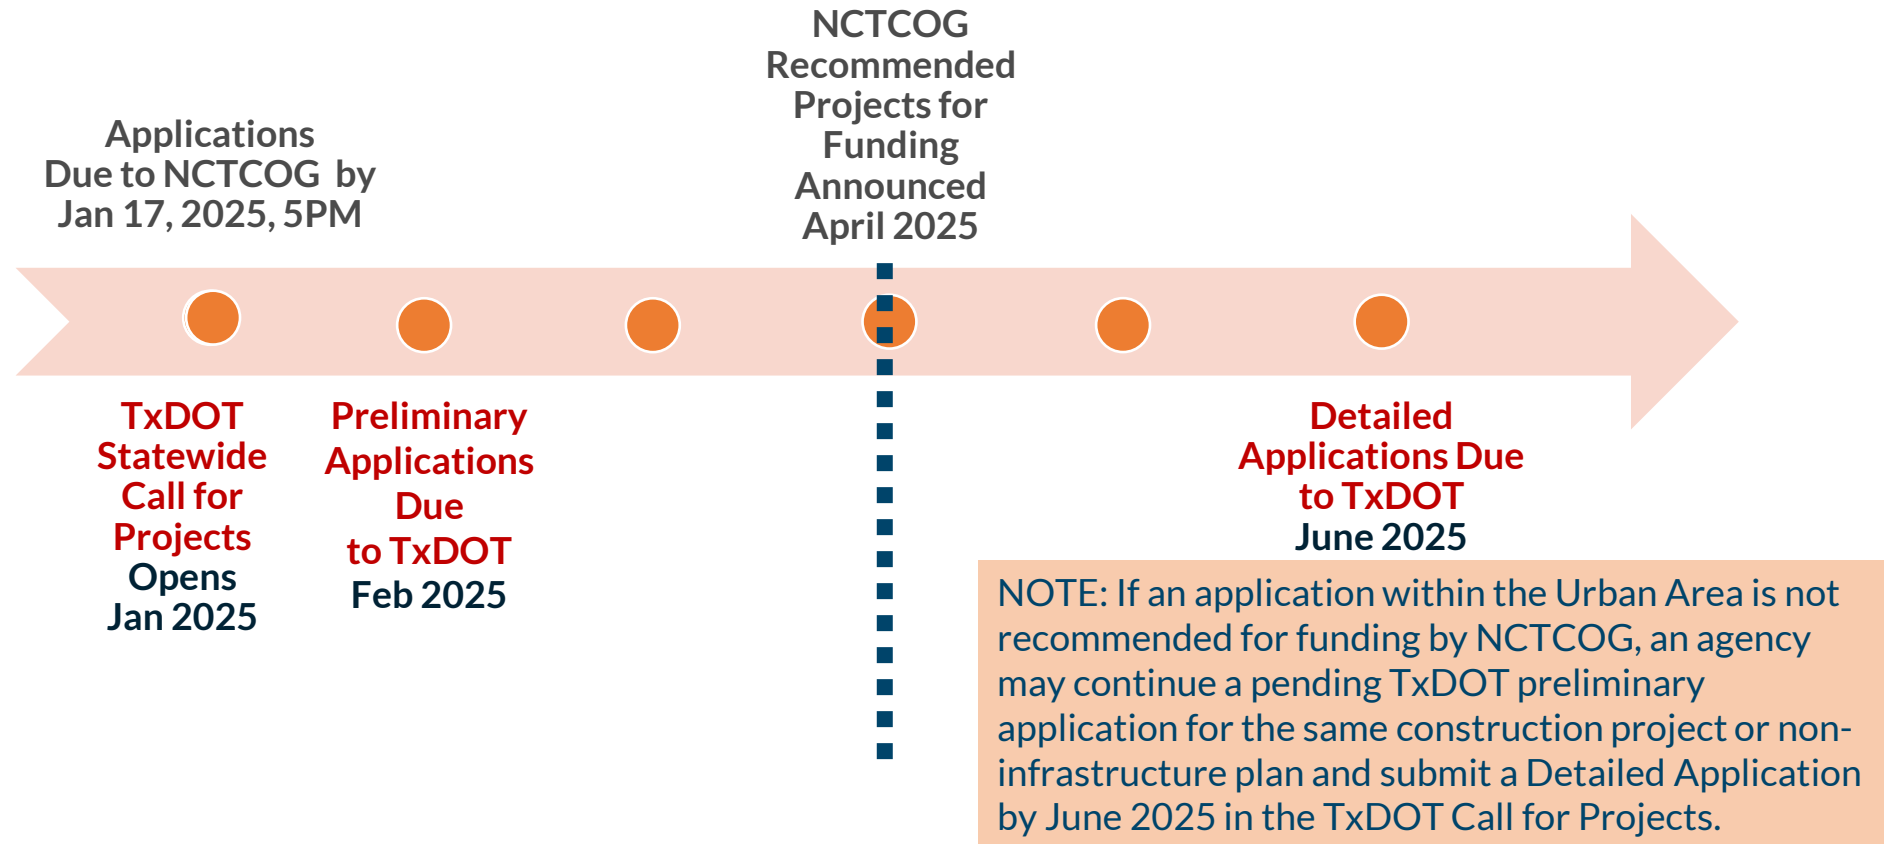 NCTCOG
Recommended
Projects for
Funding
Announced
April 2025
Applications
Due to NCTCOG by
Jan 17, 2025, 5PM
TxDOT
Statewide
Call for
Projects
Opens
Jan 2025
Preliminary
Applications
Due
to TxDOT
Feb 2025
Detailed
Applications Due
to TxDOT
June 2025
NOTE: If an application within the Urban Area is not
recommended for funding by NCTCOG, an agency
may continue a pending TxDOT preliminary
application for the same construction project or non-
infrastructure plan and submit a Detailed Application
by June 2025 in the TxDOT Call for Projects.